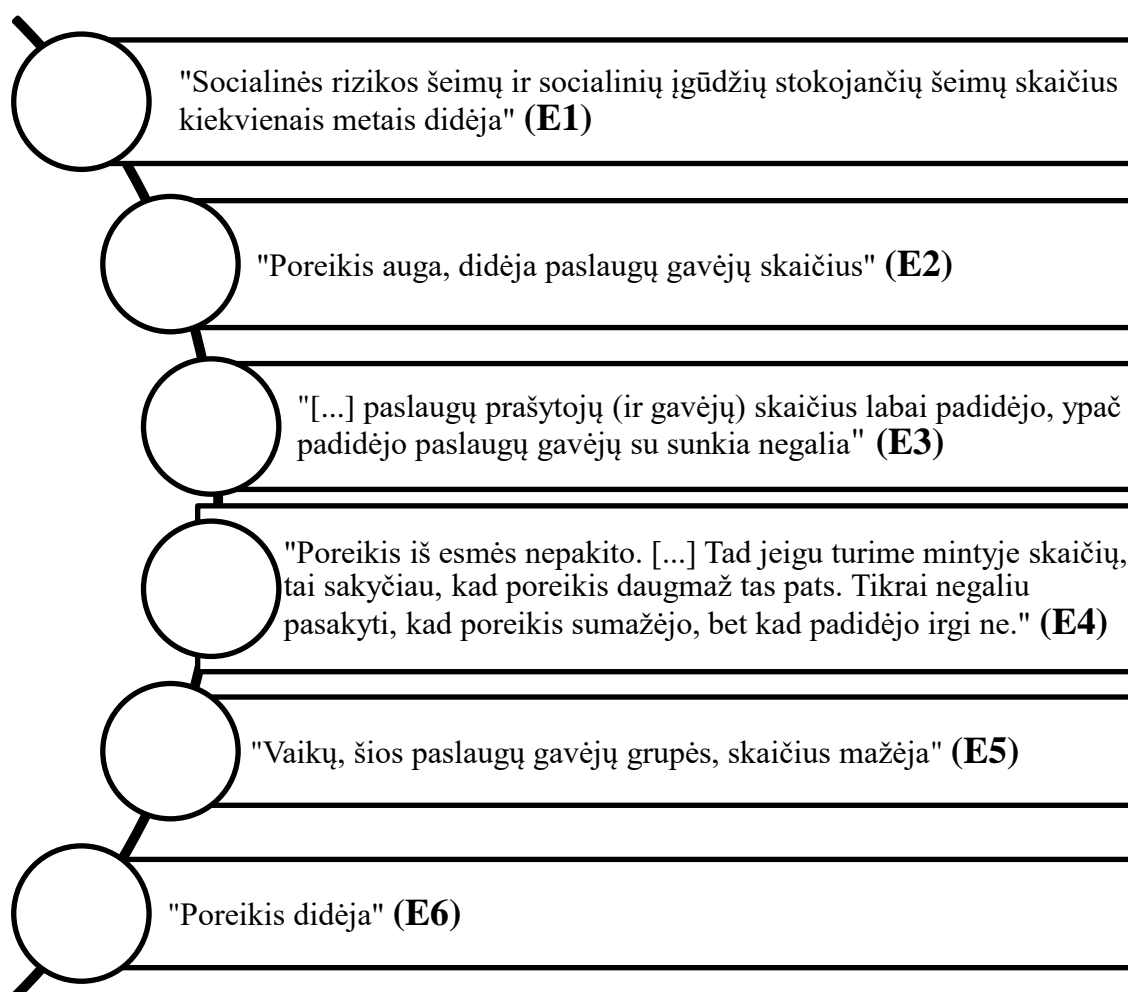 "Socialinės rizikos šeimų ir socialinių įgūdžių stokojančių šeimų skaičius
kiekvienais metais didėja" (E1)
"Poreikis auga, didėja paslaugų gavėjų skaičius" (E2)
"[...] paslaugų prašytojų (ir gavėjų) skaičius labai padidėjo, ypač
padidėjo paslaugų gavėjų su sunkia negalia" (E3)
"Poreikis iš esmės nepakito. [...] Tad jeigu turime mintyje skaičių,
tai sakyčiau, kad poreikis daugmaž tas pats. Tikrai negaliu
pasakyti, kad poreikis sumažėjo, bet kad padidėjo irgi ne." (E4)
"Vaikų, šios paslaugų gavėjų grupės, skaičius mažėja" (E5)
"Poreikis didėja" (E6)